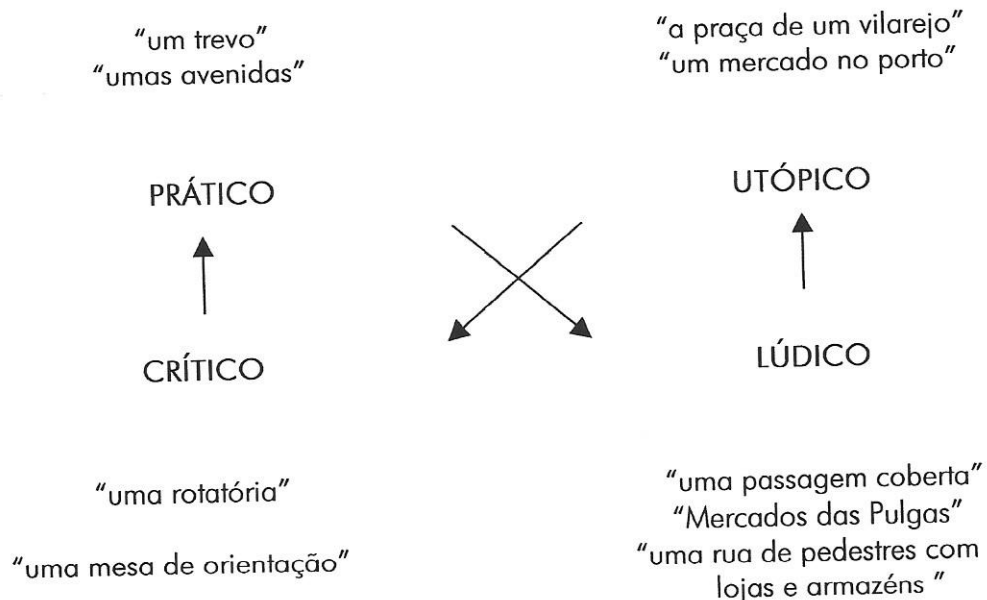 “um trevo”
“umas avenidas”
“a praça de um vilarejo”
“um mercado no porto”
PRÁTICO
UTÓPICO
CRÍTICO
LÚDICO
“uma rotatória”
“uma mesa de orientação”
“uma passagem coberta”
“Mercados das Pulgas”
“uma rua de pedestres com
lojas e armazéns ”